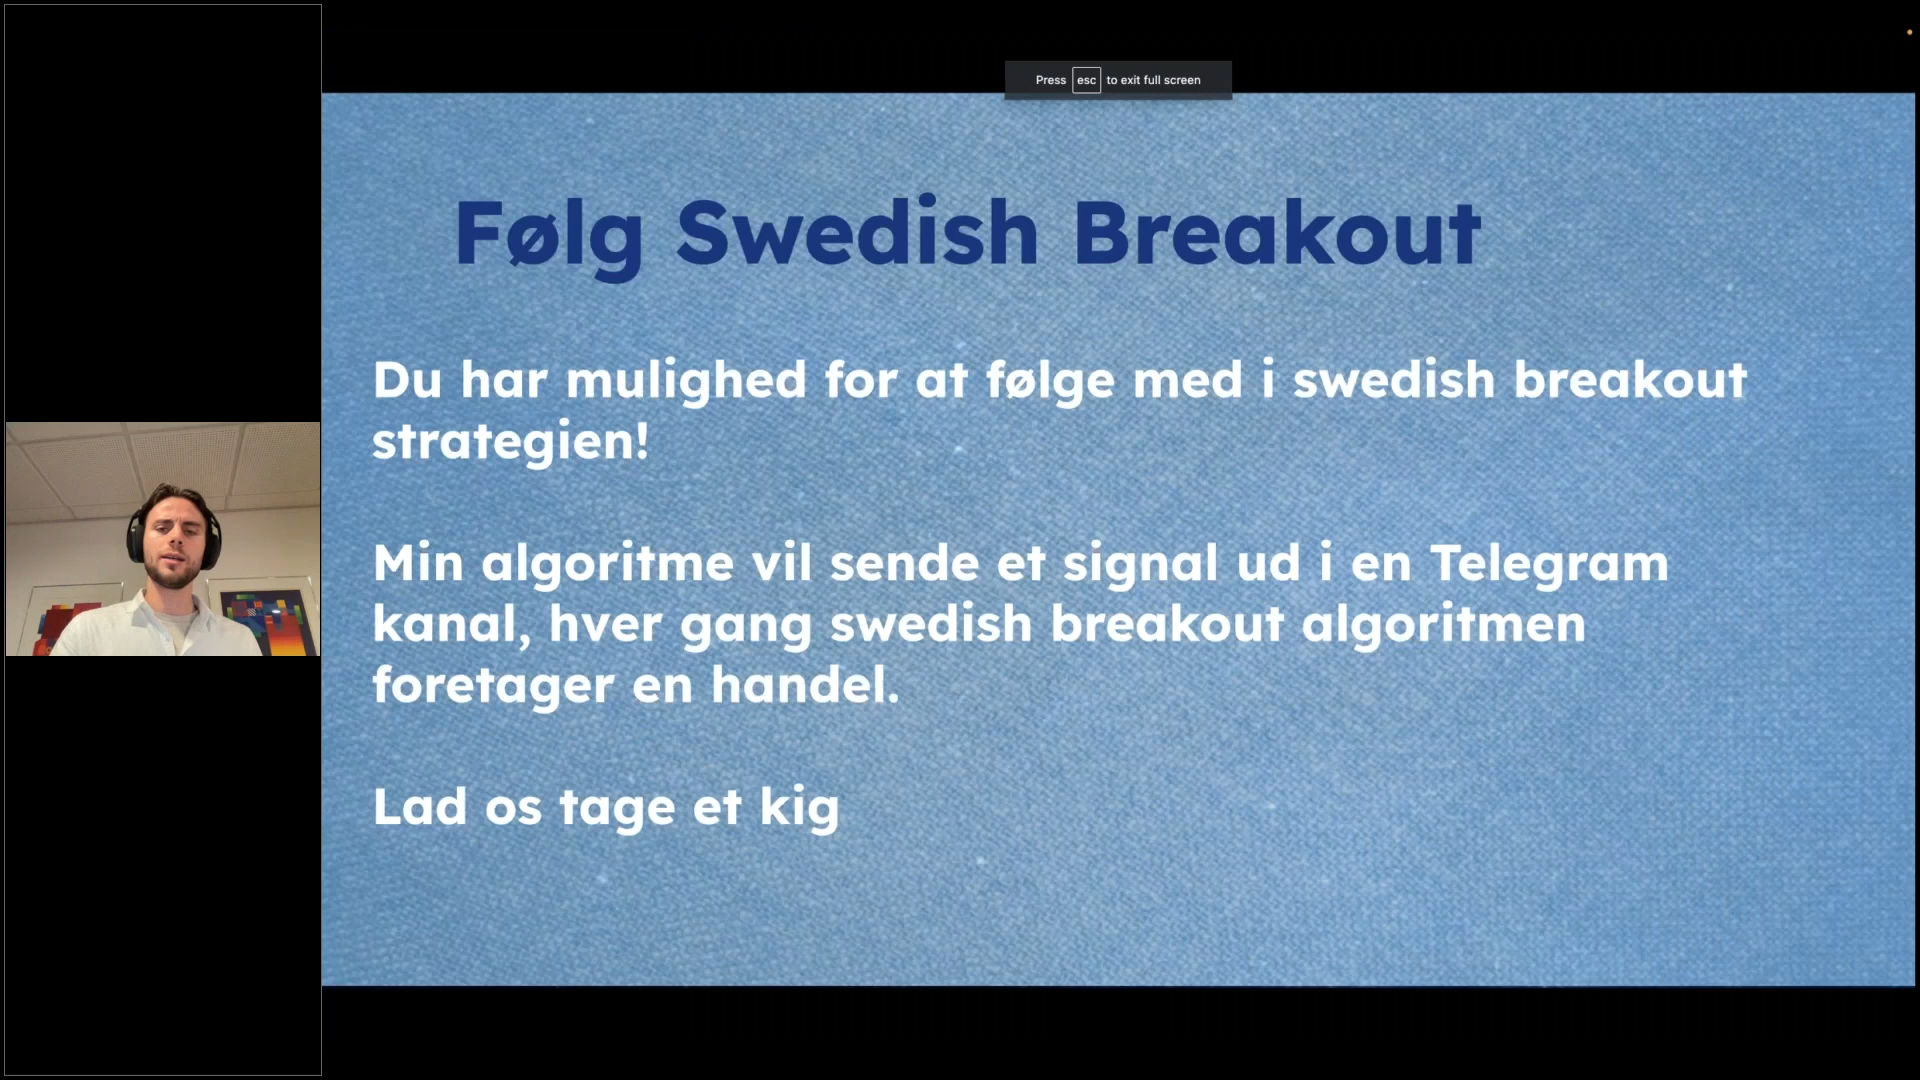 Press esc to exit full screen
Følg Swedish Breakout
Du har mulighed for at følge med i swedish breakout
strategien!
Min algoritme vil sende et signal ud i en Telegram
kanal, hver gang swedish breakout algoritmen
foretager en handel.
Lad os tage et kig